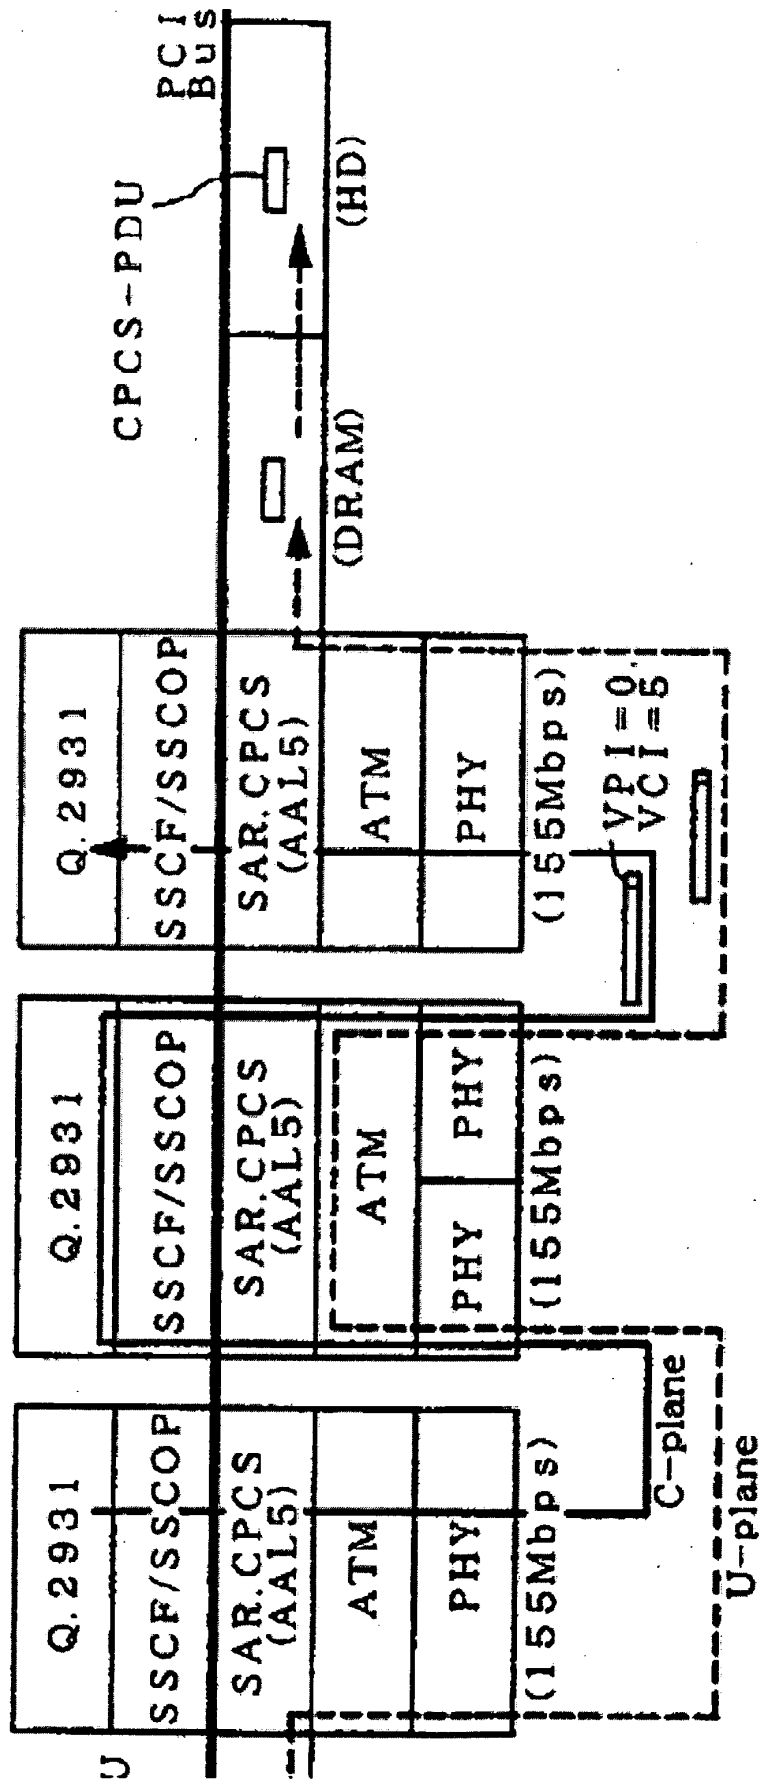 U
Q.2931
SSCF/SSCOP
SAR.CPCS
(AAL5)
ATM
PHY
(155Mbps)
Q.2931
SSCF/SSCOP
SAR.CPCS
(AAL5)
ATM
PHY
PHY
(155Mbps)
Q.2931
SSCF/SSCOP
SAR.CPCS
(AAL5)
ATM
PHY
(155Mbps)
VPI=0,
VCI=5
C-plane
U-plane
(DRAM)
(HD)
CPCS-PDU
PCI
Bus